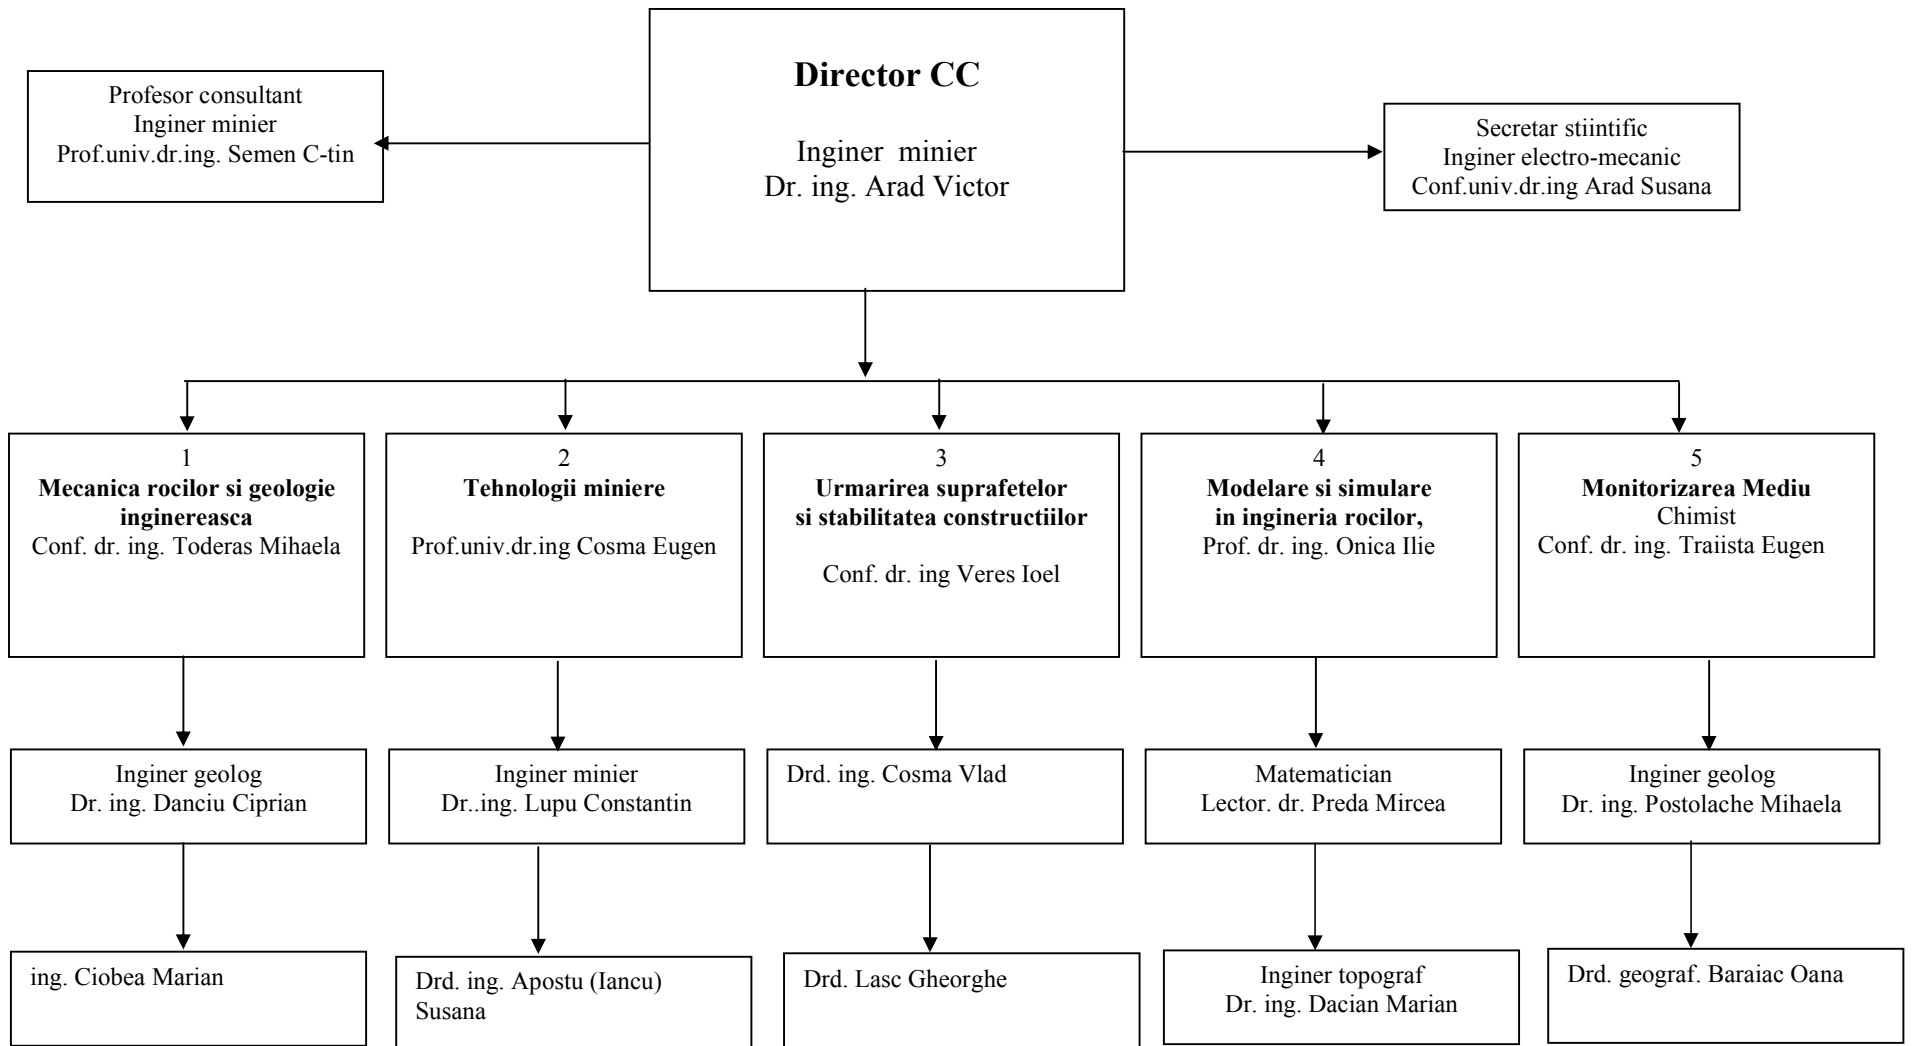 Director CC
Inginer minier
Dr. ing. Arad Victor
Profesor consultant
Inginer minier
Prof.univ.dr.ing. Semen C-tin
Secretar stiintific
Inginer electro-mecanic
Conf.univ.dr.ing Arad Susana
1
Mecanica rocilor si geologie
inginereasca
Conf. dr. ing. Toderas Mihaela
2
Tehnologii miniere
Prof.univ.dr.ing Cosma Eugen
3
Urmarirea suprafetelor
si stabilitatea constructiilor
Conf. dr. ing Veres Ioel
4
Modelare si simulare
in ingineria rocilor,
Prof. dr. ing. Onica Ilie
5
Monitorizarea Mediu
Chimist
Conf. dr. ing. Traiista Eugen
Inginer geolog
Dr. ing. Danciu Ciprian
Inginer minier
Dr..ing. Lupu Constantin
Drd. ing. Cosma Vlad
Matematician
Lector. dr. Preda Mircea
Inginer geolog
Dr. ing. Postolache Mihaela
ing. Ciobea Marian
Drd. ing. Apostu (Iancu)
Susana
Drd. Lasc Gheorghe
Inginer topograf
Dr. ing. Dacian Marian
Drd. geograf. Baraiac Oana